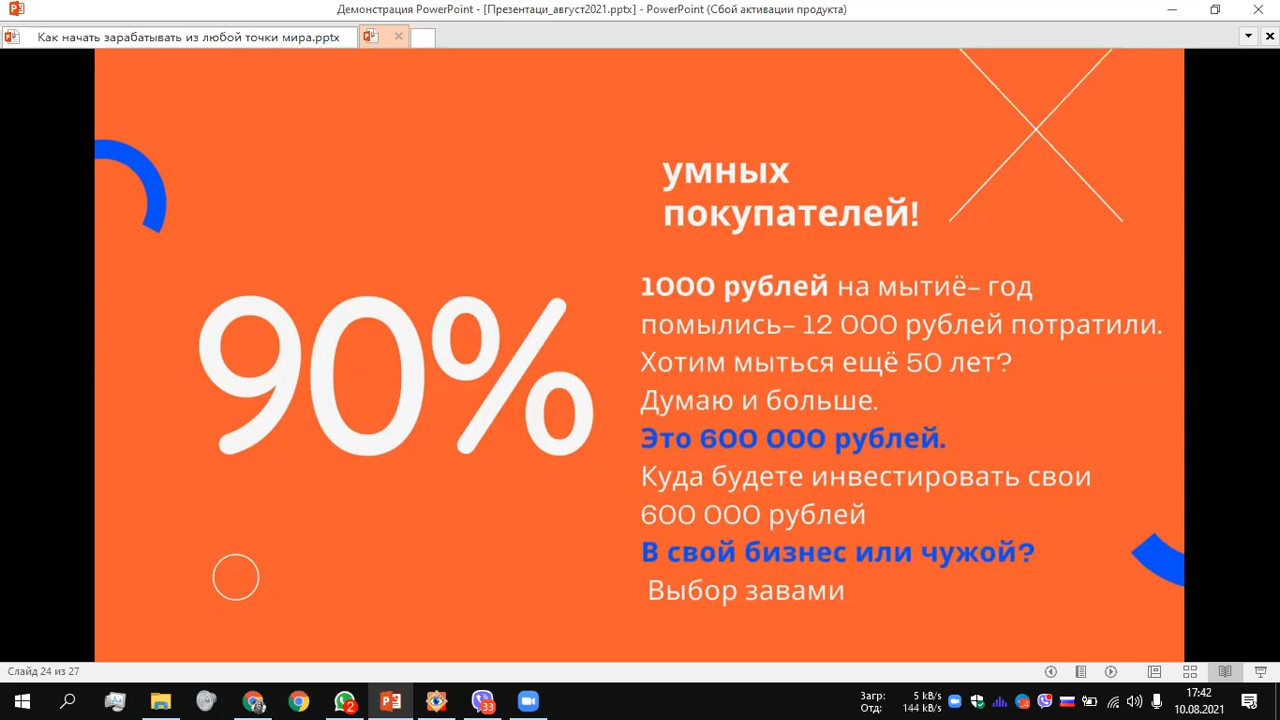 Демонстрация PowerPoint - [Презентаци_август2021.pptx] - PowerPoint (Сбой активации продукта)
Как начать зарабатывать из любой точки мира.pptx
умных
покупателей!
90%
1000 рублей на мытиё– год
помылись– 12 000 рублей потратили.
Хотим мыться ещё 50 лет?
Думаю и больше.
Это 600 000 рублей.
Куда будете инвестировать свои
600 000 рублей
В свой бизнес или чужой?
Выбор завами
Слайд 24 из 27
Загр: 5 kB/s
Отд: 144 kB/s
17:42
10.08.2021
2
33